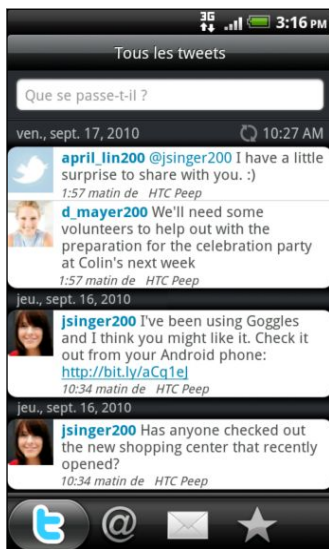 3G 3:16 PM
Tous les tweets
Que se passe-t-il ?
ven., sept. 17, 2010 10:27 AM
april_lin200 @jsinger200 I have a little
surprise to share with you. :)
1:57 matin de HTC Peep
d_mayer200 We'll need some
volunteers to help out with the
preparation for the celebration party
at Colin's next week
1:57 matin de HTC Peep
jeu., sept. 16, 2010
jsinger200 I've been using Goggles
and I think you might like it. Check it
out from your Android phone:
http://bit.ly/aCq1eJ
10:34 matin de HTC Peep
jeu., sept. 16, 2010
jsinger200 Has anyone checked out
the new shopping center that recently
opened?
10:34 matin de HTC Peep
t @